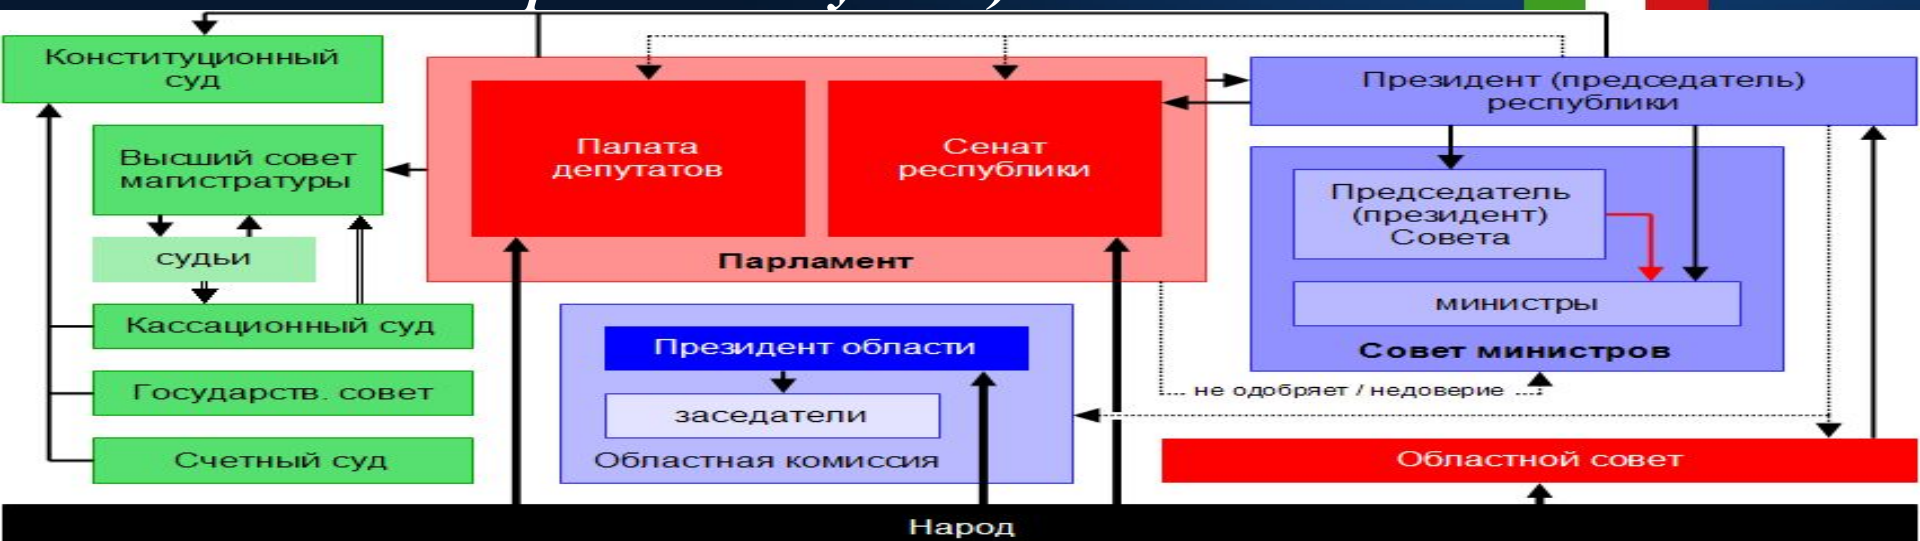 Конституционный
суд
Высший совет
магистратуры
судьи
Кассационный суд
Государств. совет
Счетный суд
Палата
депутатов
Сенат
республики
Парламент
Президент области
заседатели
Областная комиссия
Президент (председатель)
республики
Председатель
(президент)
Совета
министры
Совет министров
не одобряет / недоверие
Областной совет
Народ